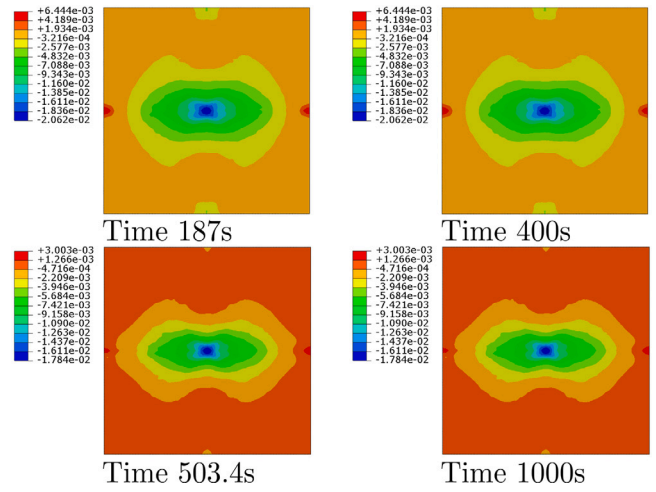 +6.444e-03
+4.189e-03
+1.934e-03
-3.216e-04
-2.577e-03
-4.832e-03
-7.088e-03
-9.343e-03
-1.160e-02
-1.385e-02
-1.611e-02
-1.836e-02
-2.062e-02
Time 187s
+6.444e-03
+4.189e-03
+1.934e-03
-3.216e-04
-2.577e-03
-4.832e-03
-7.088e-03
-9.343e-03
-1.160e-02
-1.385e-02
-1.611e-02
-1.836e-02
-2.062e-02
Time 400s
+3.003e-03
+1.266e-03
-4.716e-04
-2.209e-03
-3.946e-03
-5.684e-03
-7.421e-03
-9.158e-03
-1.090e-02
-1.263e-02
-1.437e-02
-1.611e-02
-1.784e-02
Time 503.4s
+3.003e-03
+1.266e-03
-4.716e-04
-2.209e-03
-3.946e-03
-5.684e-03
-7.421e-03
-9.158e-03
-1.090e-02
-1.263e-02
-1.437e-02
-1.611e-02
-1.784e-02
Time 1000s